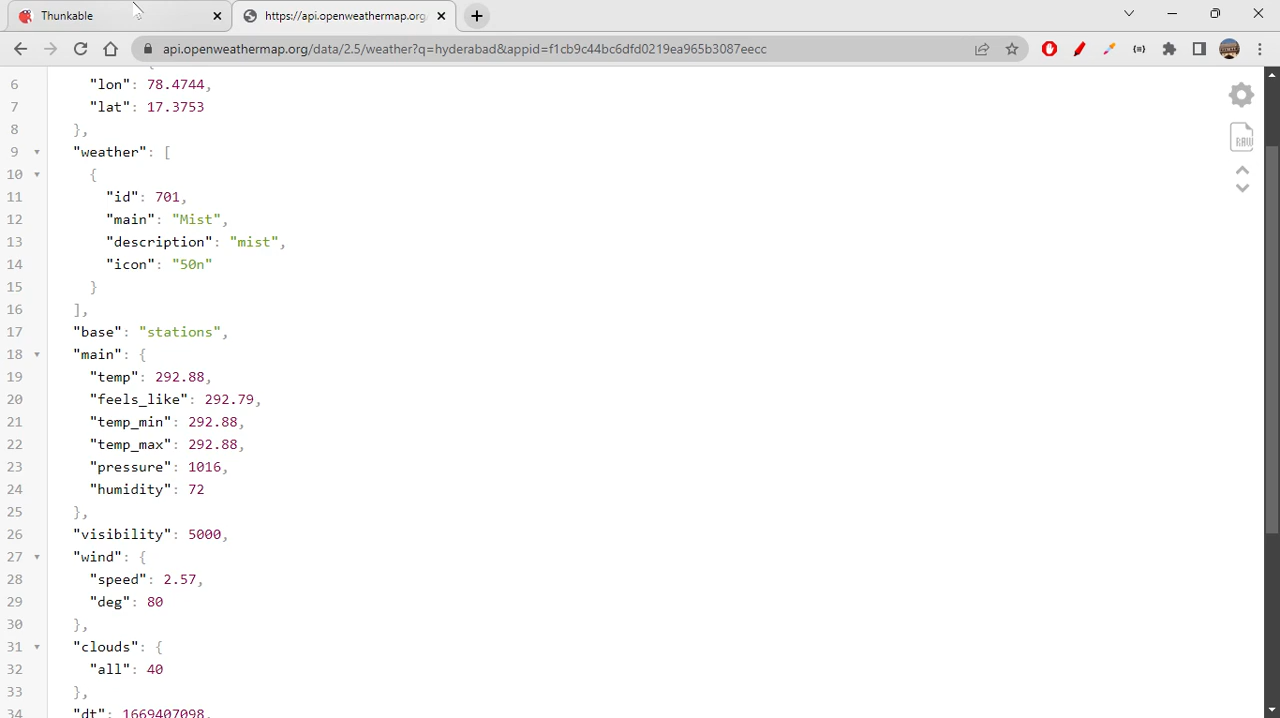 Thunkable
https://api.openweathermap.org
api.openweathermap.org/data/2.5/weather?q=hyderabad&appid=f1cb9c44bc6dfd0219ea965b3087eecc
6 "lon": 78.4744,
7 "lat": 17.3753
8 },
9 "weather": [
10 {
11 "id": 701,
12 "main": "Mist",
13 "description": "mist",
14 "icon": "50n"
15 }
16 ],
17 "base": "stations",
18 "main": {
19 "temp": 292.88,
20 "feels_like": 292.79,
21 "temp_min": 292.88,
22 "temp_max": 292.88,
23 "pressure": 1016,
24 "humidity": 72
25 },
26 "visibility": 5000,
27 "wind": {
28 "speed": 2.57,
29 "deg": 80
30 },
31 "clouds": {
32 "all": 40
33 },
34 "dt": 1669407098,
RAW